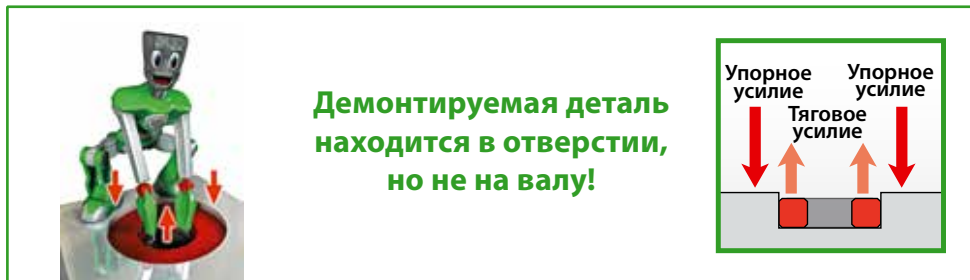 Демонтируемая деталь
находится в отверстии,
но не на валу!
Упорное
усилие
Упорное
усилие
Тяговое
усилие